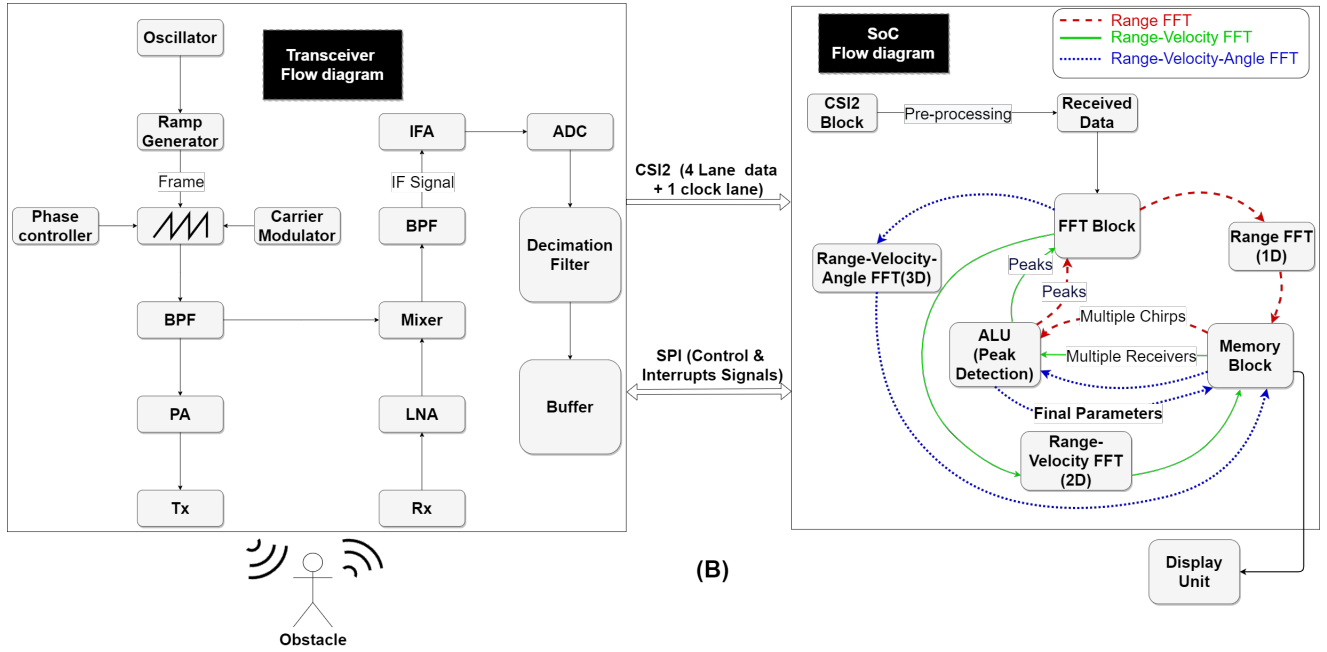 Transceiver
Flow diagram
Oscillator
Ramp
Generator
Frame
Phase
controller
Carrier
Modulator
BPF
PA
Tx
IFA
ADC
IF Signal
BPF
Mixer
LNA
Rx
Decimation
Filter
Buffer
Obstacle
CSI2 (4 Lane data
+ 1 clock lane)
SPI (Control &
Interrupts Signals)
(B)
SoC
Flow diagram
Range FFT
Range-Velocity FFT
Range-Velocity-Angle FFT
CSI2
Block
Pre-processing
Received
Data
FFT Block
Range FFT
(1D)
Range-Velocity-
Angle FFT(3D)
Peaks
Peaks
Multiple Chirps
ALU
(Peak
Detection)
Multiple Receivers
Memory
Block
Final Parameters
Range-
Velocity FFT
(2D)
Display
Unit